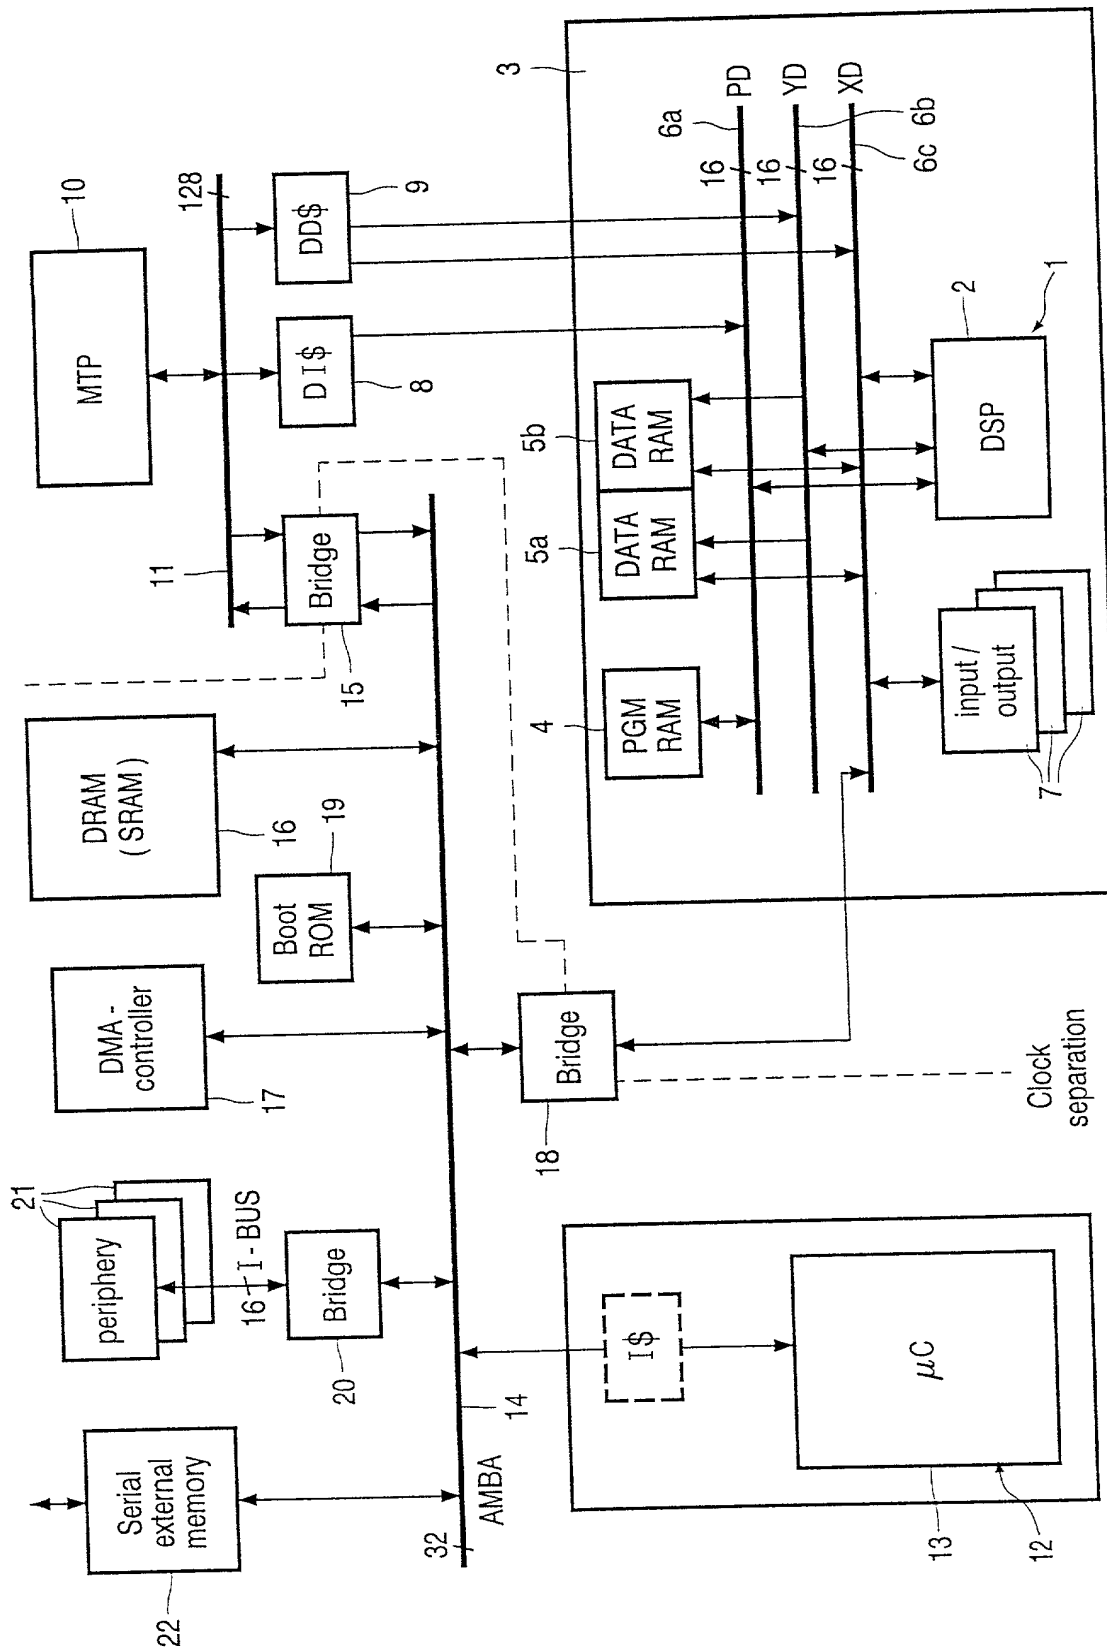 10
MTP
128
11
DD$
9
DI$
8
Bridge
15
DRAM
(SRAM)
16
Boot
ROM
19
DMA-
controller
17
21
periphery
16
I-BUS
Bridge
20
Serial
external
memory
22
32
AMBA
14
Bridge
18
Clock
separation
I$
μC
13
12
3
4
PGM
RAM
5a
DATA
RAM
5b
DATA
RAM
6a
PD
16
YD
16
6b
XD
16
6c
2
DSP
1
input /
output
7